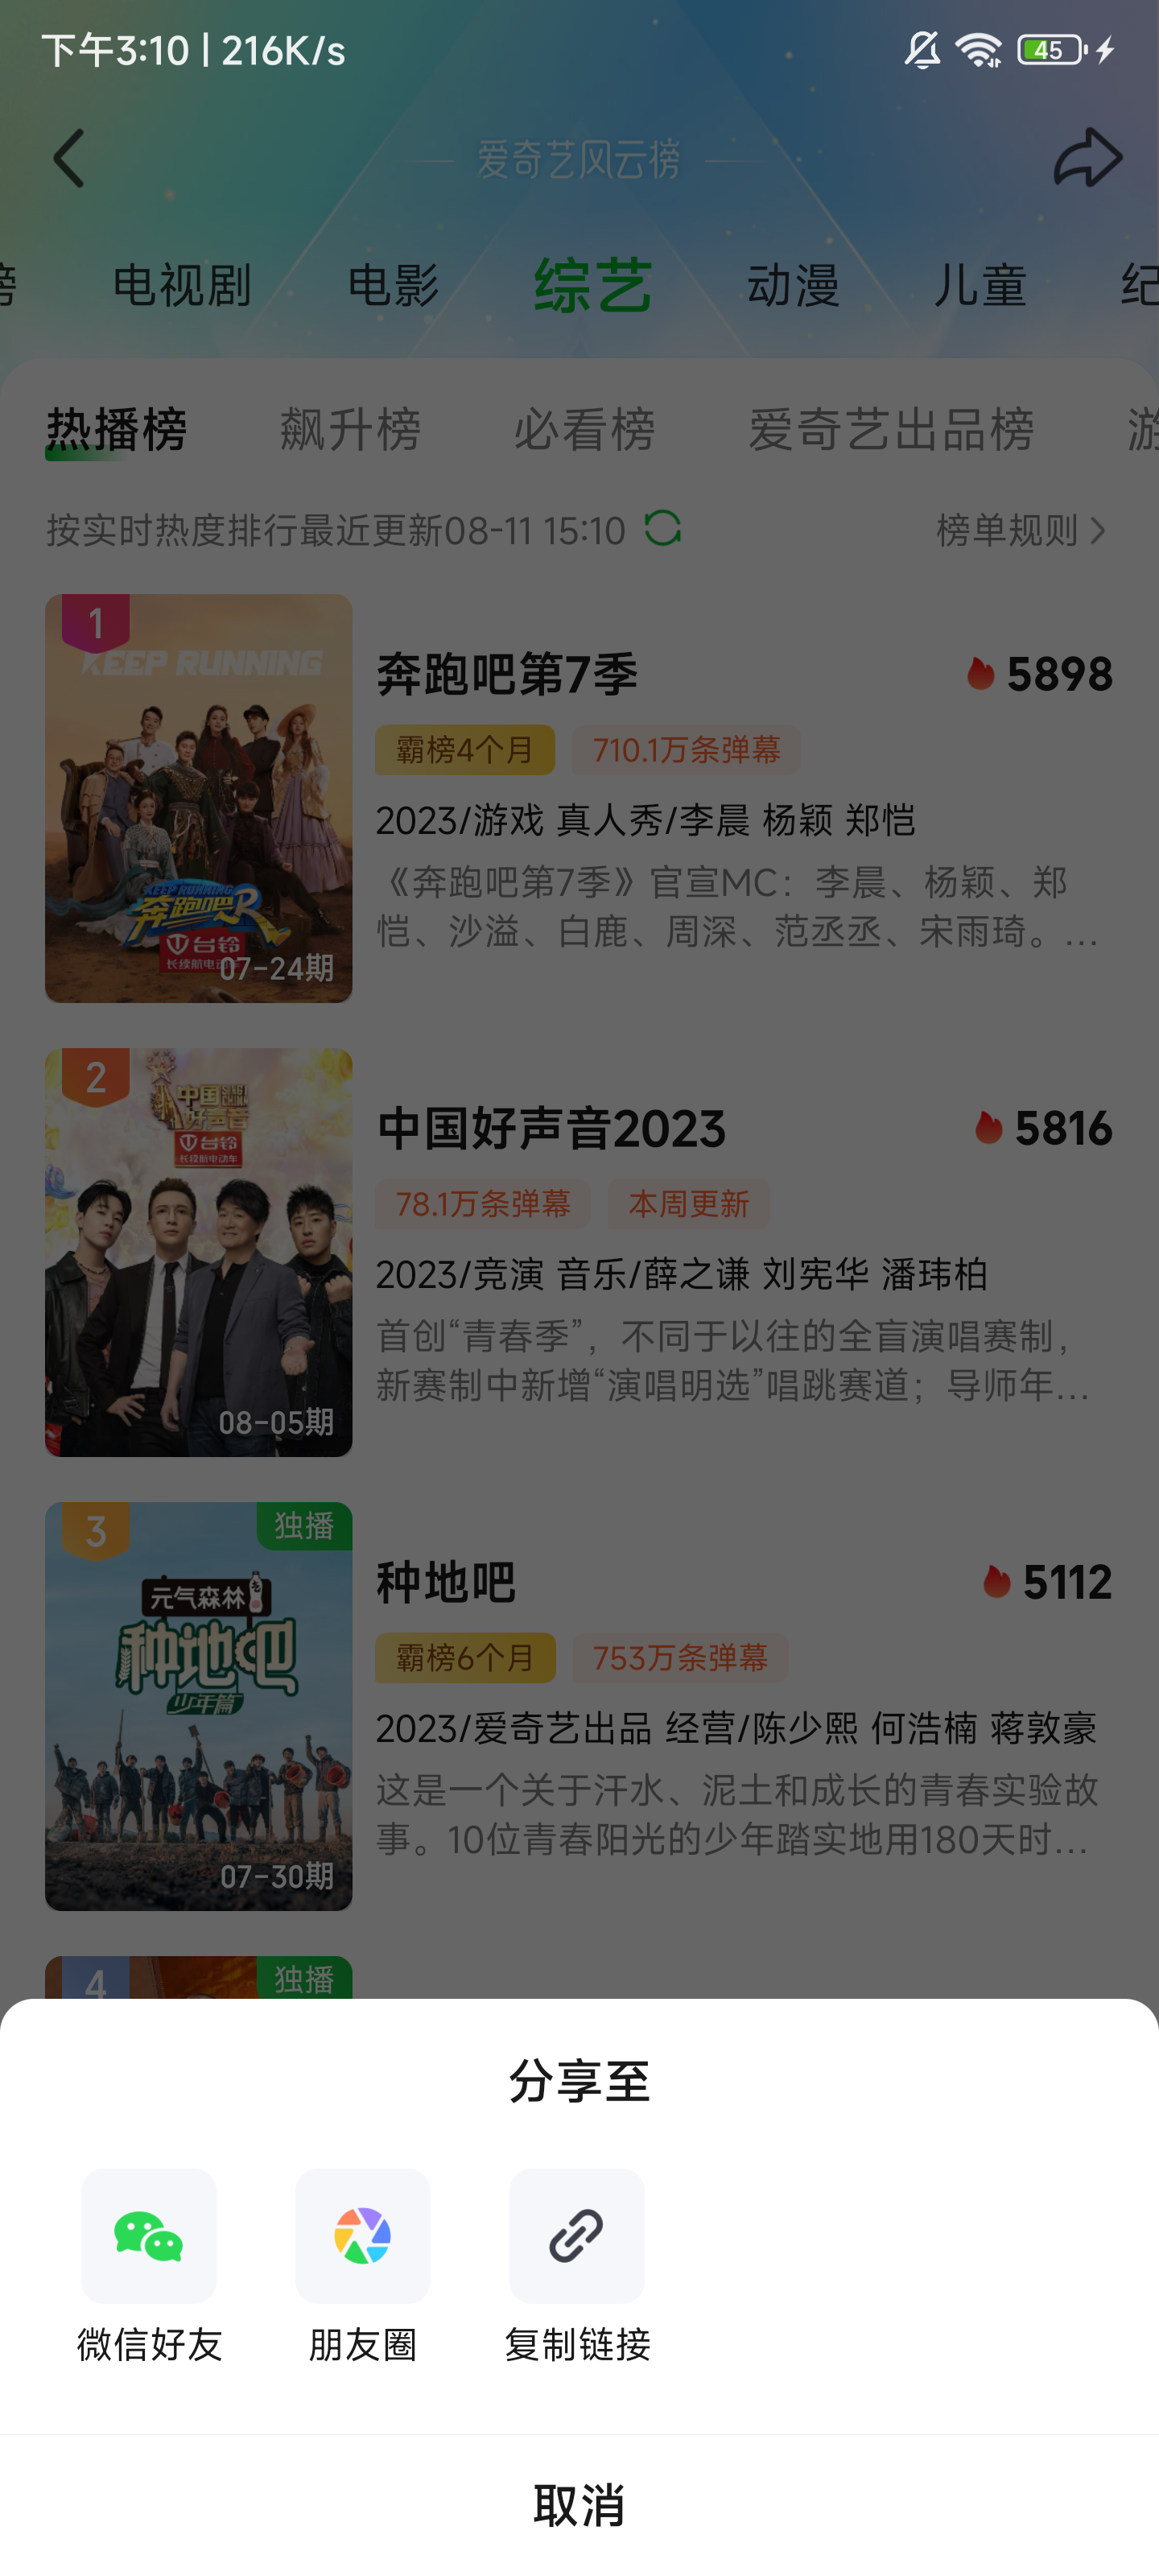 下午3:10 | 216K/s
45
爱奇艺风云榜
榜 电视剧 电影 综艺 动漫 儿童 纪
热播榜 飙升榜 必看榜 爱奇艺出品榜 游
按实时热度排行最近更新08-11 15:10 榜单规则
1
KEEP RUNNING
KEEP RUNNING
奔跑吧
台铃
长续航电动车
07-24期
奔跑吧第7季 5898
霸榜4个月 710.1万条弹幕
2023/游戏 真人秀/李晨 杨颖 郑恺
《奔跑吧第7季》官宣MC：李晨、杨颖、郑
恺、沙溢、白鹿、周深、范丞丞、宋雨琦。...
2
中国好声音
台铃
长续航电动车
08-05期
中国好声音2023 5816
78.1万条弹幕 本周更新
2023/竞演 音乐/薛之谦 刘宪华 潘玮柏
首创“青春季”，不同于以往的全盲演唱赛制，
新赛制中新增“演唱明选”唱跳赛道；导师年...
3 独播
元气森林
种地吧
少年篇
07-30期
种地吧 5112
霸榜6个月 753万条弹幕
2023/爱奇艺出品 经营/陈少熙 何浩楠 蒋敦豪
这是一个关于汗水、泥土和成长的青春实验故
事。10位青春阳光的少年踏实地用180天时...
4 独播
分享至
微信好友 朋友圈 复制链接
取消